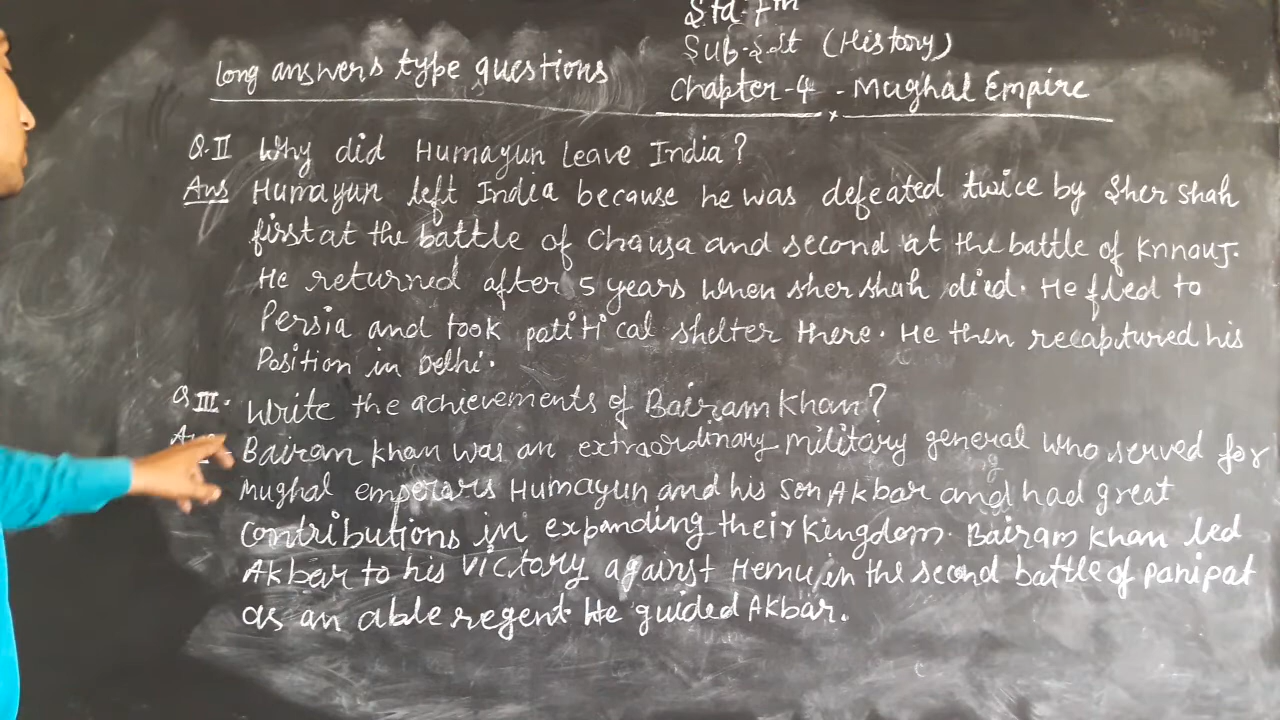 Std-7th
Sub-S.st (History)
Long answers type questions
Chapter-4 - Mughal Empire
Q.II Why did Humayun Leave India?
Ans Humayun left India because he was defeated twice by Sher shah
first at the battle of Chausa and second at the battle of Knnauj.
He returned after 5 years when sher shah died. He fled to
Persia and took patitical shelter there. He then recaptured his
Position in Delhi.
Q III. Write the achievements of Bairam Khan?
Bairam khan was an extraordinary military general who served for
Mughal emperors Humayun and his son Akbar and had great
contributions in expanding their kingdom. Bairam khan led
Akbar to his victory against Hemu, in the second battle of panipat
as an able regent. He guided Akbar.